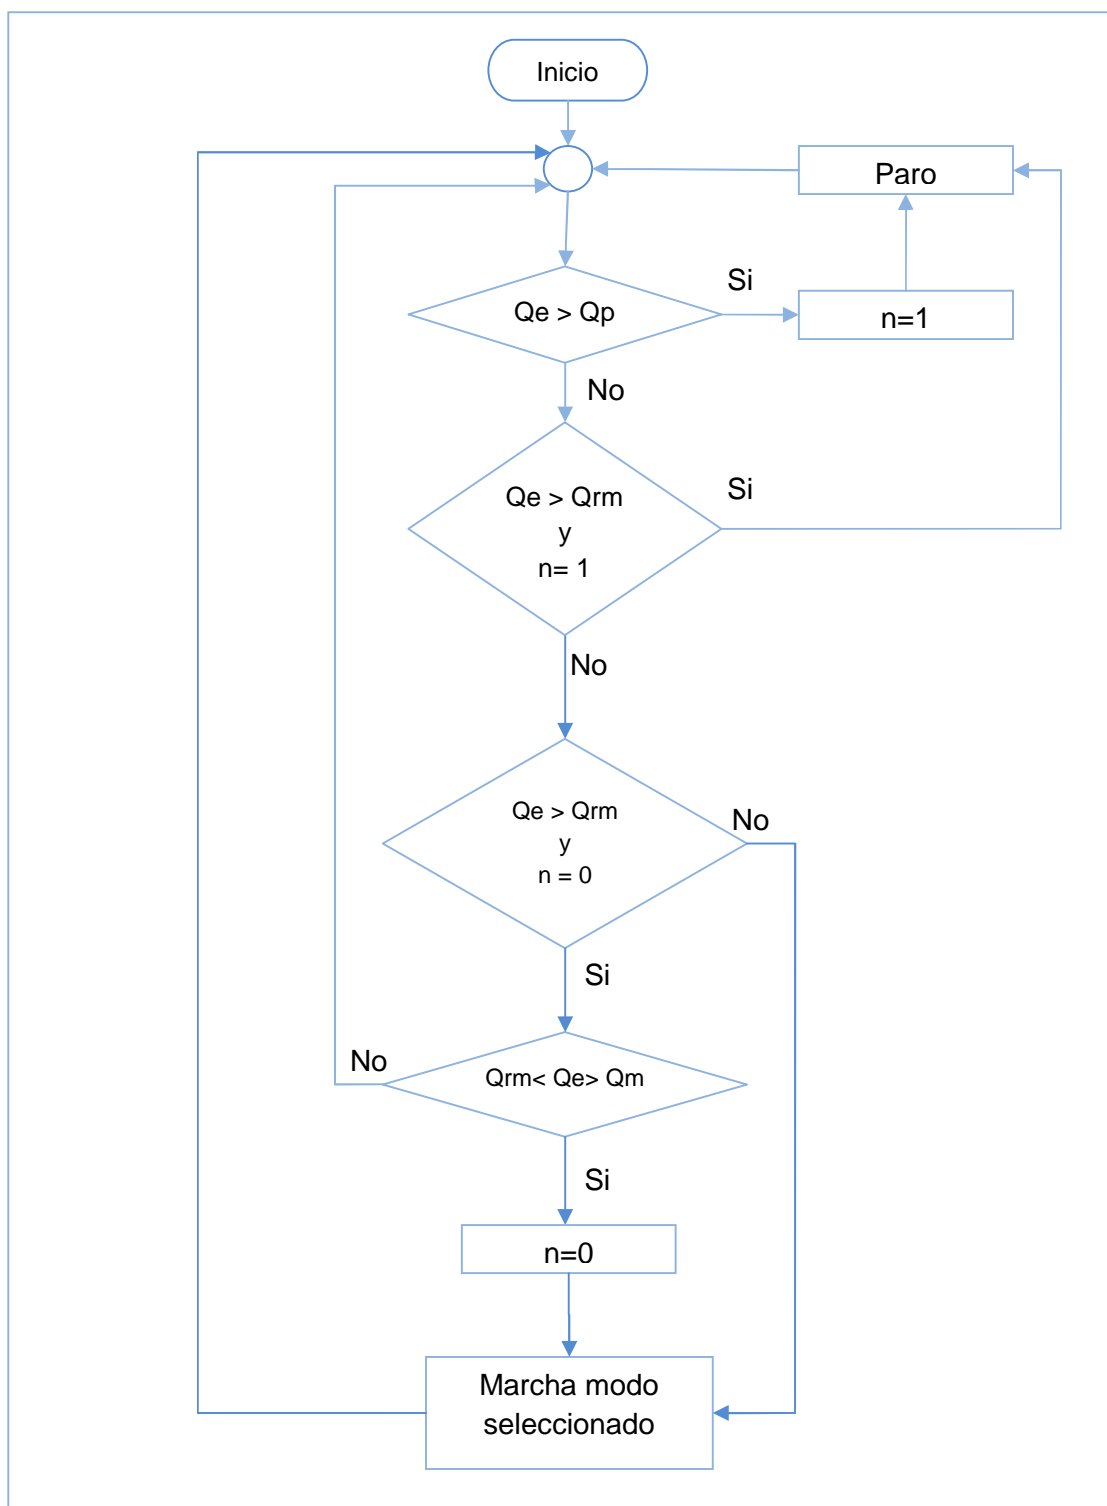 Inicio
Paro
Si
Qe > Qp
n=1
No
Qe > Qrm
y
n= 1
Si
No
Qe > Qrm
y
n = 0
No
Si
No
Qrm< Qe> Qm
Si
n=0
Marcha modo
seleccionado